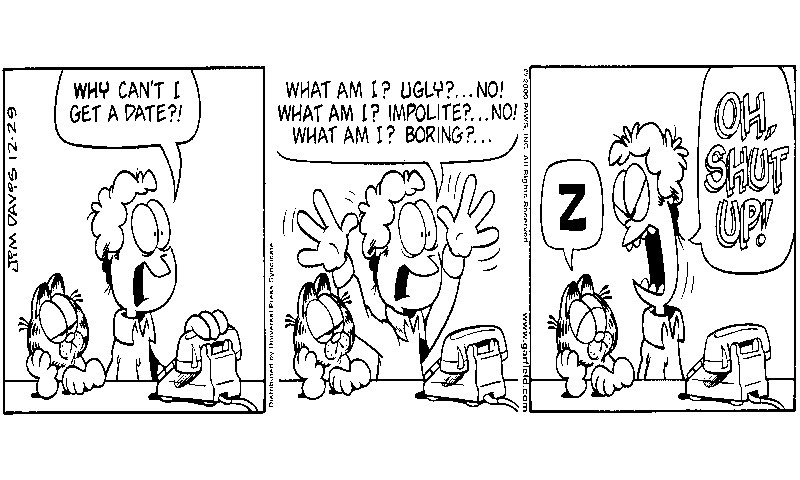 JIM DAVIS 12·29
WHY CAN'T I
GET A DATE?!
Distributed by Universal Press Syndicate
WHAT AM I? UGLY?...NO!
WHAT AM I? IMPOLITE?...NO!
WHAT AM I? BORING?...
© 2000 PAWS, INC. All Rights Reserved
www.garfield.com
Z
OH,
SHUT
UP!